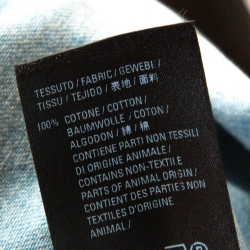 TESSUTO / FABRIC / GEWEBE /
TISSU / TEJIDO / 表地 / 面料
100% COTONE / COTTON /
BAUMWOLLE / COTON /
ALGODON / 綿 / 棉
CONTIENE PARTI NON TESSILI
DI ORIGINE ANIMALE /
CONTAINS NON-TEXTILE
PARTS OF ANIMAL ORIGIN /
CONTIENT DES PARTIES NON
TEXTILES D'ORIGINE
ANIMAL /